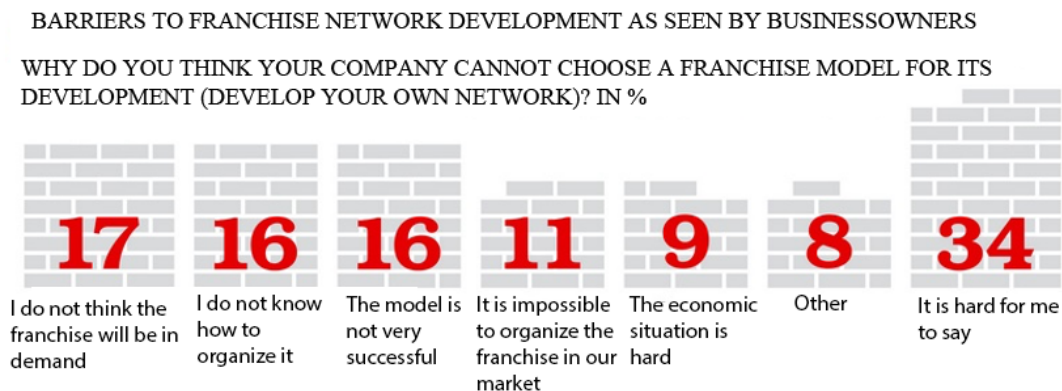 BARRIERS TO FRANCHISE NETWORK DEVELOPMENT AS SEEN BY BUSINESSOWNERS
WHY DO YOU THINK YOUR COMPANY CANNOT CHOOSE A FRANCHISE MODEL FOR ITS
DEVELOPMENT (DEVELOP YOUR OWN NETWORK)? IN %
17
I do not think the
franchise will be in
demand
16
I do not know
how to
organize it
16
The model is
not very
successful
11
It is impossible
to organize the
franchise in our
market
9
The economic
situation is
hard
8
Other
34
It is hard for me
to say